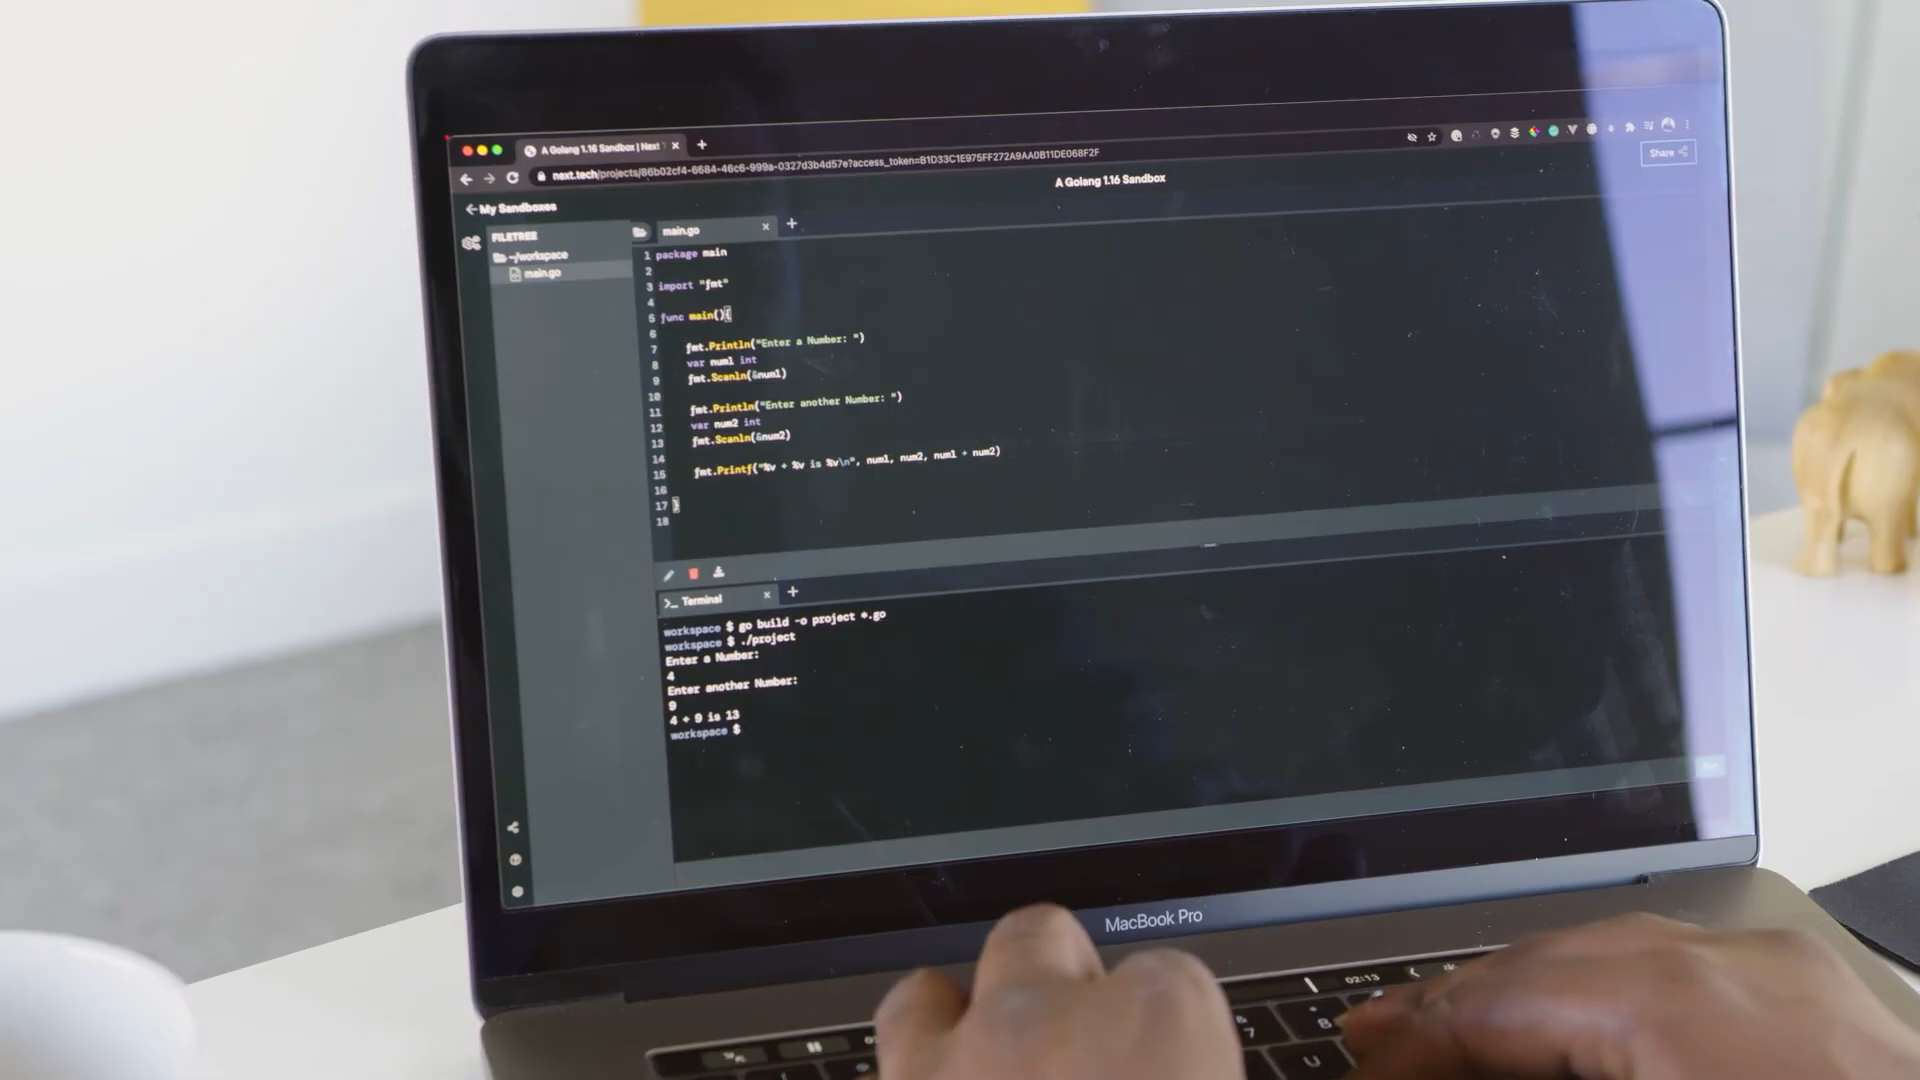 A Golang 1.16 Sandbox | Next
next.tech/projects/86b02cf4-6684-46c6-999a-0327d3b4d57e?access_token=B1D33C1E975FF272A9AA0B11DE068F2F
Share
A Golang 1.16 Sandbox
My Sandboxes
FILETREE
~/workspace
main.go
main.go
1 package main
2
3 import "fmt"
4
5 func main(){
6
7 fmt.Println("Enter a Number: ")
8 var num1 int
9 fmt.Scanln(&num1)
10
11 fmt.Println("Enter another Number: ")
12 var num2 int
13 fmt.Scanln(&num2)
14
15 fmt.Printf("%v + %v is %v\n", num1, num2, num1 + num2)
16
17 }
18
>_ Terminal
workspace $ go build -o project *.go
workspace $ ./project
Enter a Number:
4
Enter another Number:
9
4 + 9 is 13
workspace $
MacBook Pro
02:13
7
8
U